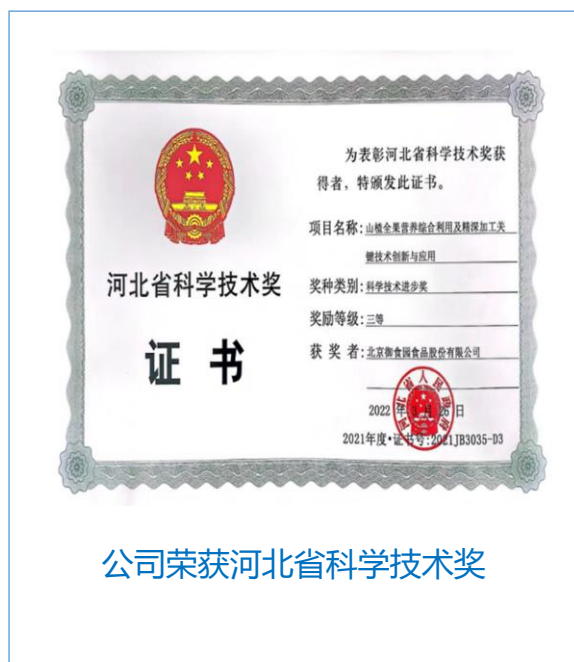 河北省科学技术奖
证书
为表彰河北省科学技术奖获
得者，特颁发此证书。
项目名称：山楂全果营养综合利用及精深加工关
键技术创新与应用
奖种类别：科学技术进步奖
奖励等级：三等
获奖者：北京御食园食品股份有限公司
2022年 月26日
2021年度•证书号：2021JB3035-D3
公司荣获河北省科学技术奖